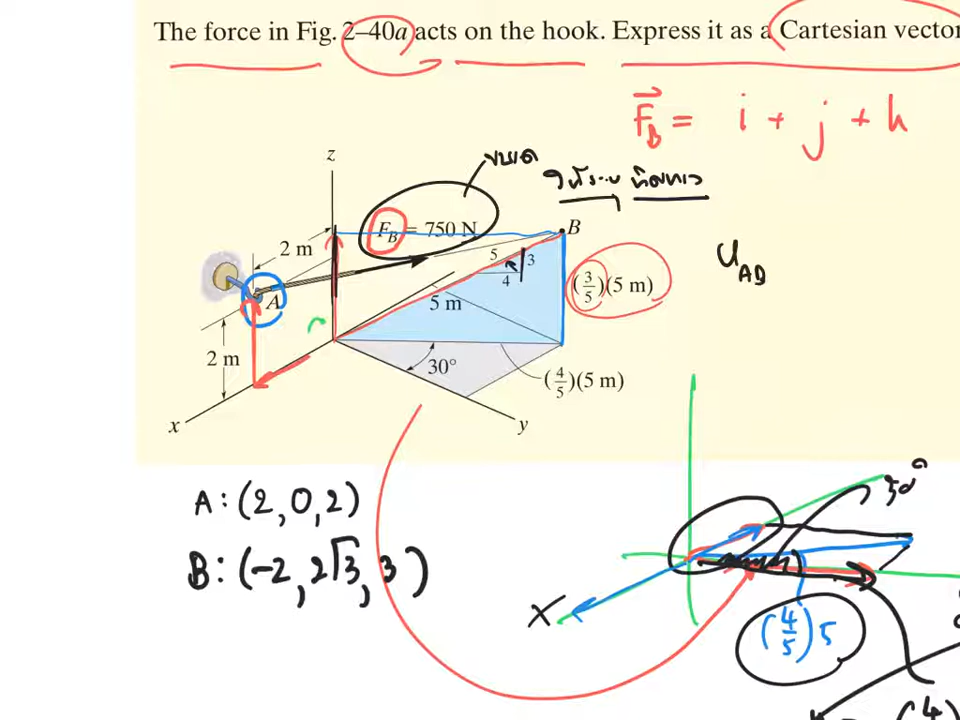 The force in Fig. 2–40a acts on the hook. Express it as a Cartesian vector
F_B = i + j + k
ขนาด
z
F_B = 750 N
B
2 m
5
3
4
(3/5)(5 m)
U_AB
A
5 m
2 m
30°
(4/5)(5 m)
x
y
A: (2, 0, 2)
B: (-2, 2√3, 3)
30°
X
(4/5)5